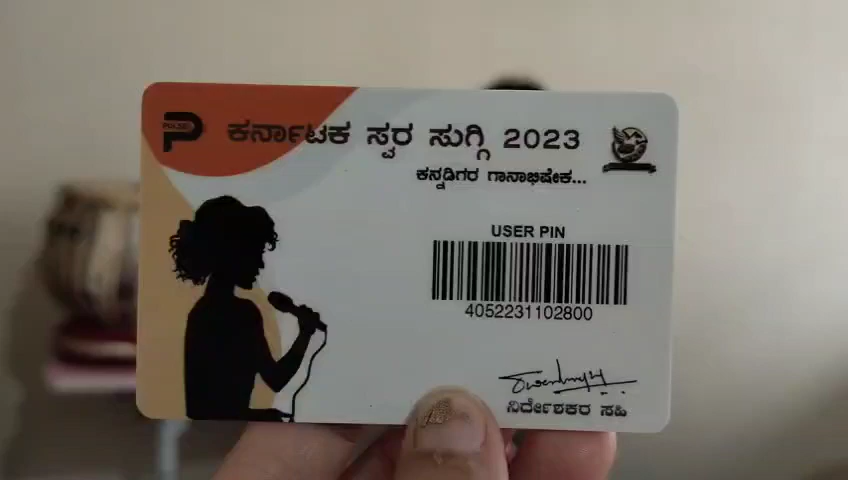 ಕರ್ನಾಟಕ ಸ್ವರ ಸುಗ್ಗಿ 2023
ಕನ್ನಡಿಗರ ಗಾನಾಭಿಷೇಕ...
USER PIN
4052231102800
ನಿರ್ದೇಶಕರ ಸಹಿ